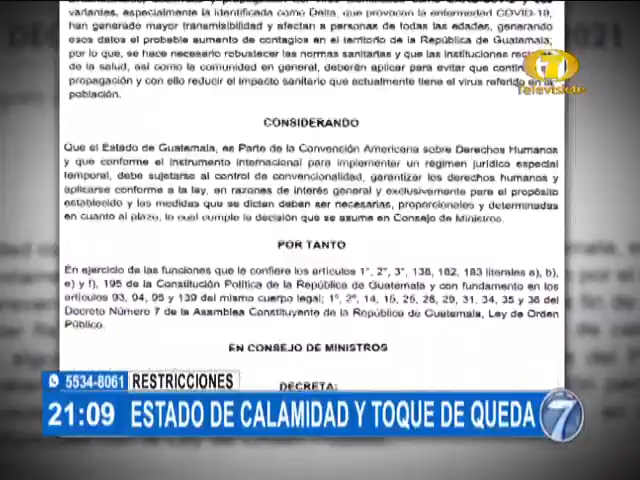 variantes, especialmente la identificada como Delta, que provocan la enfermedad COVID-19,
han generado mayor transmisibilidad y afectan a personas de todas las edades, generando
esos datos el probable aumento de contagios en el territorio de la República de Guatemala;
por lo que, se hace necesario robustecer las normas sanitarias y que las instituciones
de la salud, así como la comunidad en general, deberán aplicar para evitar que
propagación y con ello reducir el impacto sanitario que actualmente tiene el virus referido en la
población.
CONSIDERANDO
Que el Estado de Guatemala, es Parte de la Convención Americana sobre Derechos Humanos
y que conforme el instrumento internacional para implementar un régimen jurídico especial
temporal, debe sujetarse al control de convencionalidad, garantizar los derechos humanos y
aplicarse conforme a la ley, en razones de interés general y exclusivamente para el propósito
establecido y las medidas que se dicten deban ser necesarias, proporcionales y determinadas
en cuanto al plazo, lo cual cumple la decisión que se asume en Consejo de Ministros.
POR TANTO
En ejercicio de las funciones que le confiere los artículos 1°, 2°, 3°, 138, 182, 183 literales a), b),
e) y f), 195 de la Constitución Política de la República de Guatemala y con fundamento en los
artículos 93, 94, 95 y 139 del mismo cuerpo legal; 1°, 2°, 14, 15, 25, 28, 29, 31, 34, 35 y 36 del
Decreto Número 7 de la Asamblea Constituyente de la República de Guatemala, Ley de Orden
Público.
EN CONSEJO DE MINISTROS
DECRETA:
Televisiete
2021
5534-8061 RESTRICCIONES
21:09 ESTADO DE CALAMIDAD Y TOQUE DE QUEDA 7